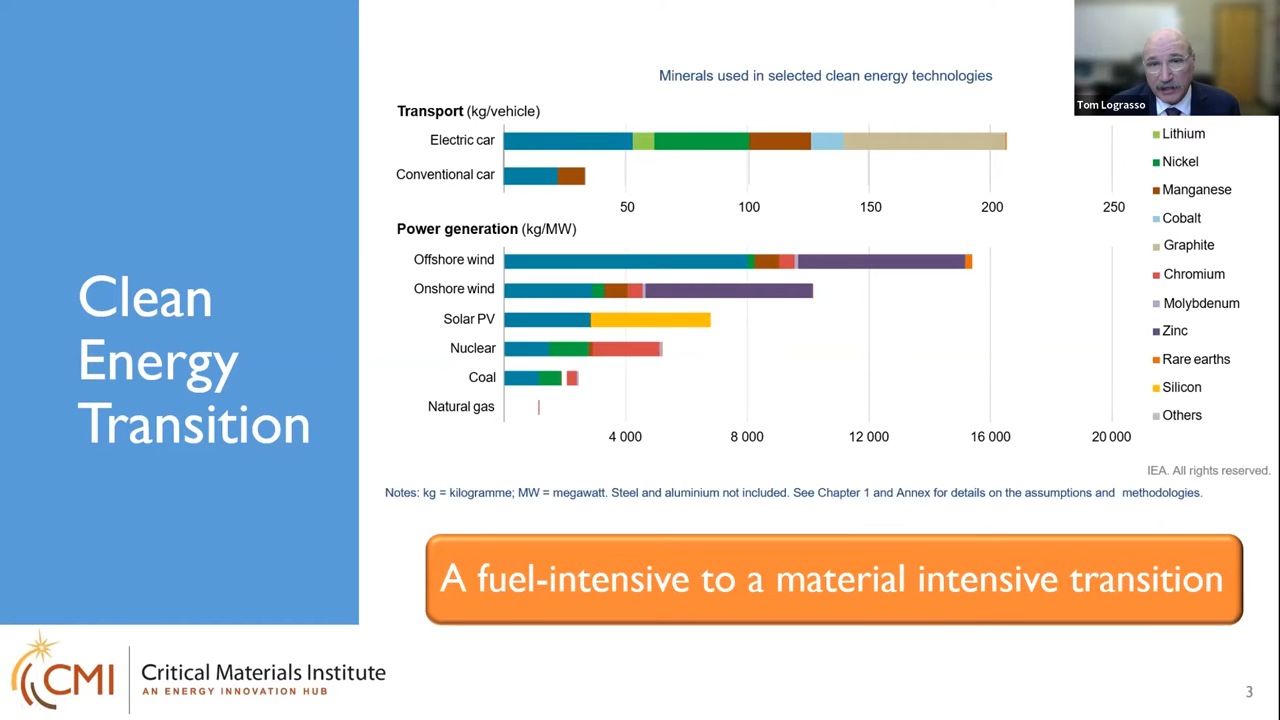 Clean
Energy
Transition
Minerals used in selected clean energy technologies
Tom Lograsso
Transport (kg/vehicle)
Electric car
Conventional car
50 100 150 200 250
Power generation (kg/MW)
Offshore wind
Onshore wind
Solar PV
Nuclear
Coal
Natural gas
4 000 8 000 12 000 16 000 20 000
Lithium
Nickel
Manganese
Cobalt
Graphite
Chromium
Molybdenum
Zinc
Rare earths
Silicon
Others
IEA. All rights reserved.
Notes: kg = kilogramme; MW = megawatt. Steel and aluminium not included. See Chapter 1 and Annex for details on the assumptions and methodologies.
A fuel-intensive to a material intensive transition
CMI
Critical Materials Institute
AN ENERGY INNOVATION HUB
3